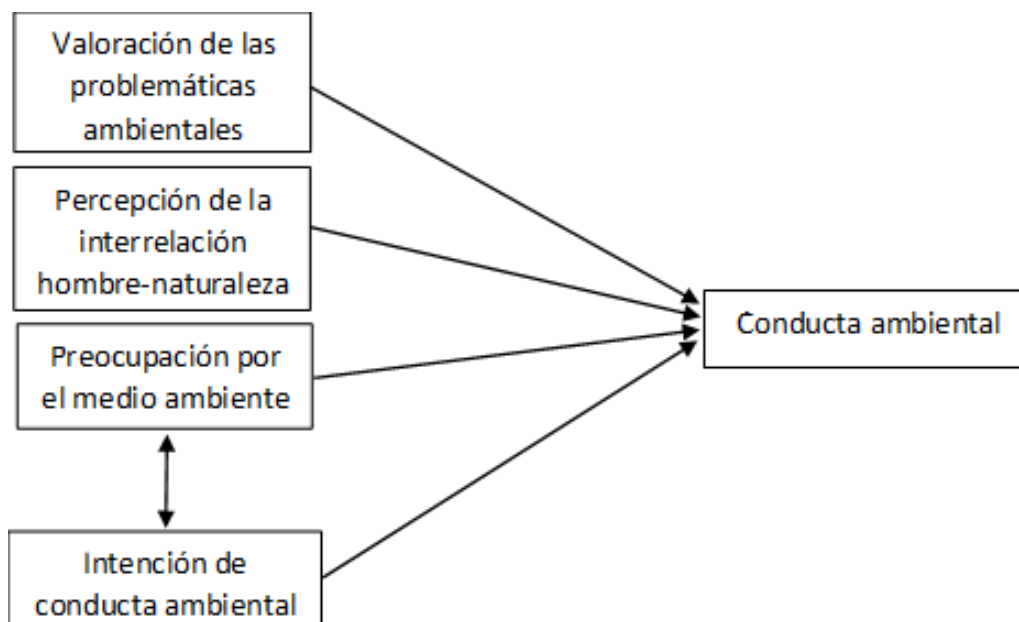 Valoración de las
problemáticas
ambientales
Percepción de la
interrelación
hombre-naturaleza
Preocupación por
el medio ambiente
Conducta ambiental
Intención de
conducta ambiental